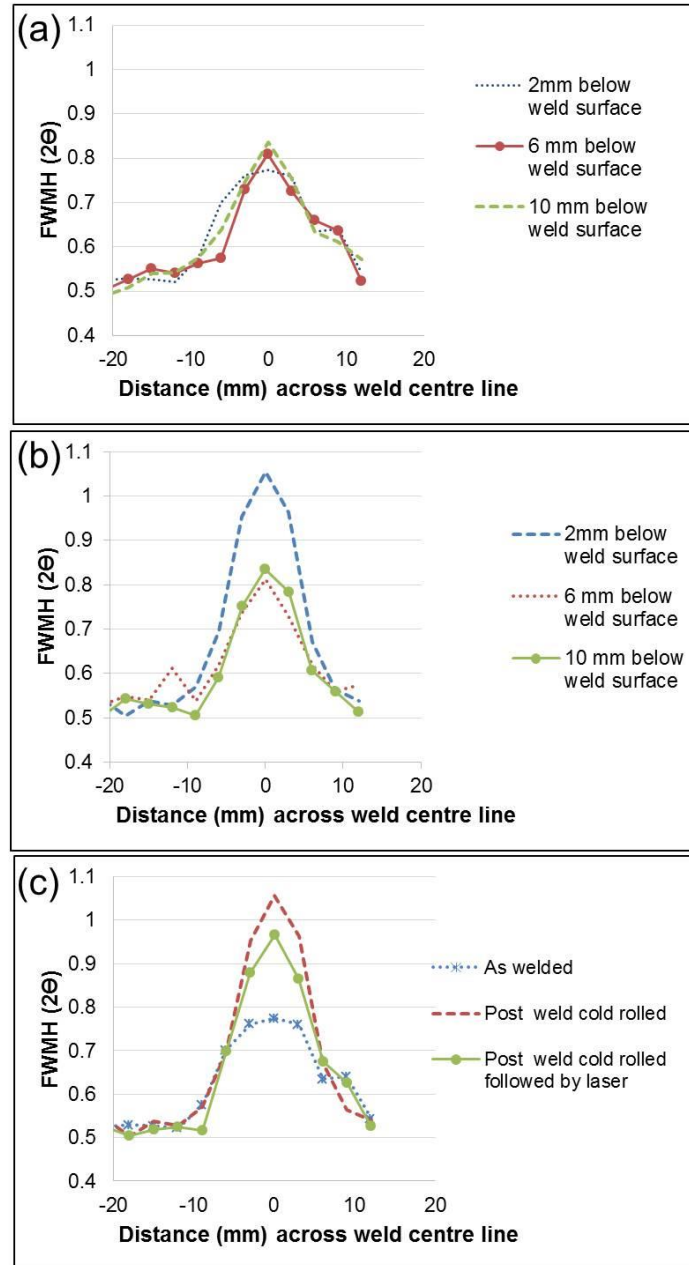 (a)
1.1
1
0.9
0.8
0.7
0.6
0.5
0.4
FWMH (2Θ)
-20
-10
0
10
20
Distance (mm) across weld centre line
2mm below
weld surface
6 mm below
weld surface
10 mm below
weld surface
(b)
1.1
1
0.9
0.8
0.7
0.6
0.5
0.4
FWMH (2Θ)
-20
-10
0
10
20
Distance (mm) across weld centre line
2mm below
weld surface
6 mm below
weld surface
10 mm below
weld surface
(c)
1.1
1
0.9
0.8
0.7
0.6
0.5
0.4
FWMH (2Θ)
-20
-10
0
10
20
Distance (mm) across weld centre line
As welded
Post weld cold rolled
Post weld cold rolled
followed by laser